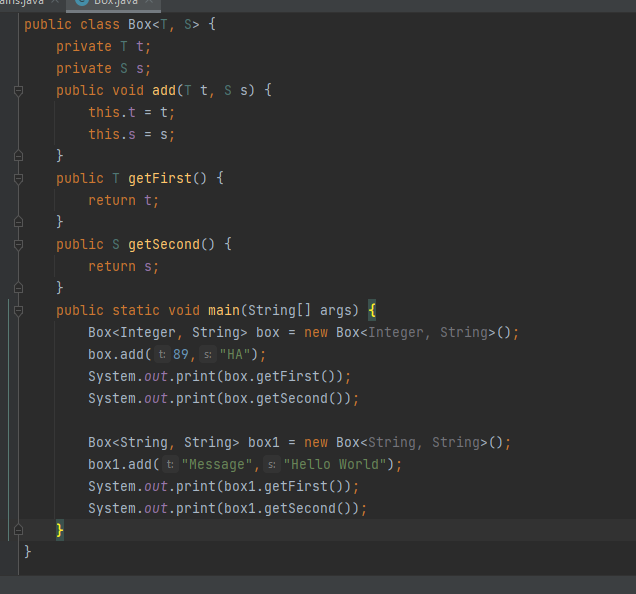 Box.java
public class Box<T, S> {
private T t;
private S s;
public void add(T t, S s) {
this.t = t;
this.s = s;
}
public T getFirst() {
return t;
}
public S getSecond() {
return s;
}
public static void main(String[] args) {
Box<Integer, String> box = new Box<Integer, String>();
box.add( t: 89, s: "HA");
System.out.print(box.getFirst());
System.out.print(box.getSecond());
Box<String, String> box1 = new Box<String, String>();
box1.add( t: "Message", s: "Hello World");
System.out.print(box1.getFirst());
System.out.print(box1.getSecond());
}
}